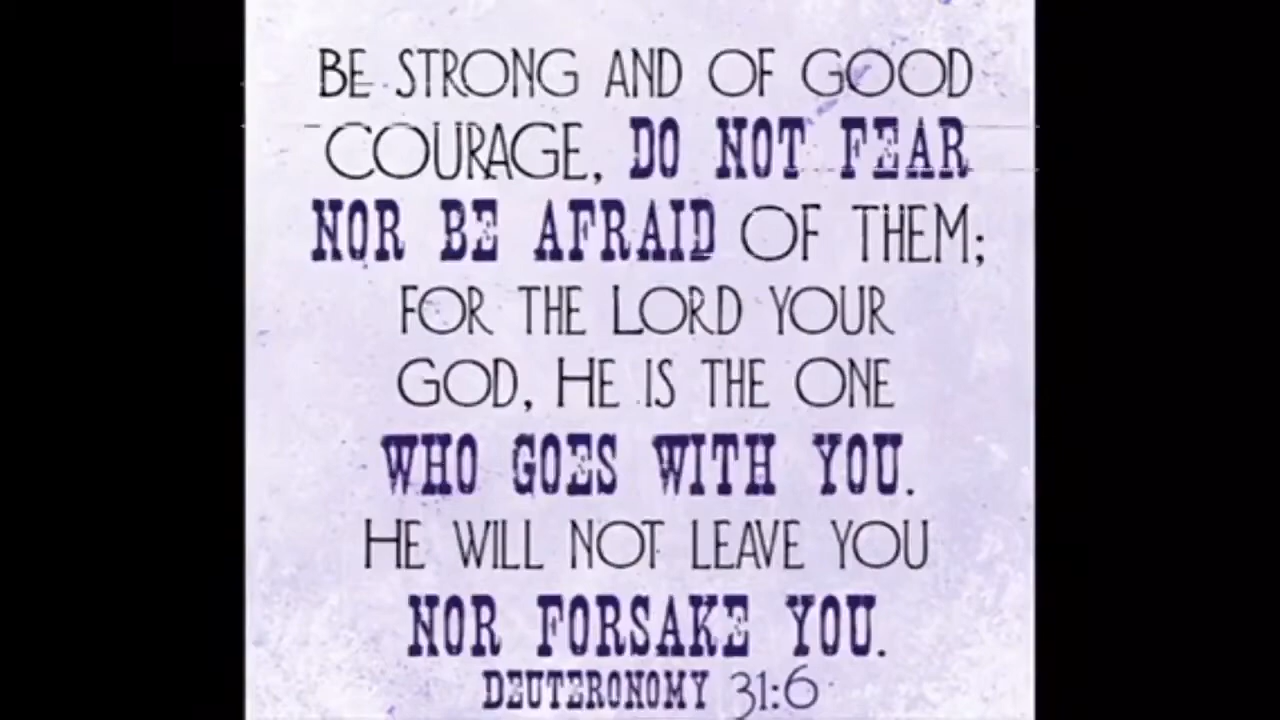 BE STRONG AND OF GOOD
COURAGE, DO NOT FEAR
NOR BE AFRAID OF THEM;
FOR THE LORD YOUR
GOD, HE IS THE ONE
WHO GOES WITH YOU.
HE WILL NOT LEAVE YOU
NOR FORSAKE YOU.
DEUTERONOMY 31:6